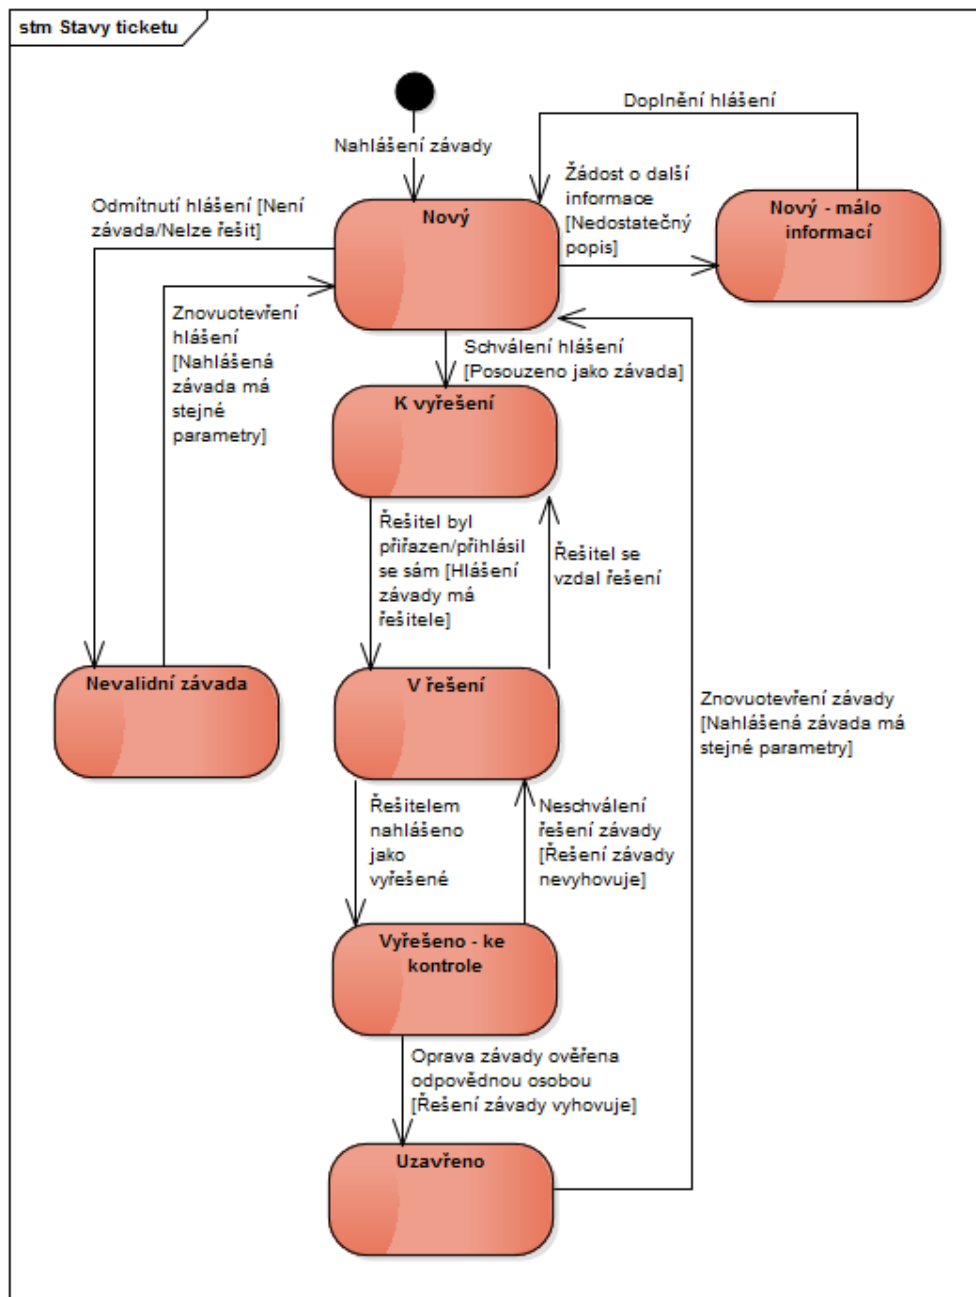 stm Stavy ticketu
Doplnění hlášení
Nahlášení závady
Žádost o další
informace
[Nedostatečný
popis]
Odmítnutí hlášení [Není
závada/Nelze řešit]
Nový
Nový - málo
informací
Znovuotevření
hlášení
[Nahlášená
závada má
stejné
parametry]
Schválení hlášení
[Posouzeno jako závada]
K vyřešení
Řešitel byl
přiřazen/přihlásil
se sám [Hlášení
závady má
řešitele]
Řešitel se
vzdal řešení
Nevalidní závada
V řešení
Znovuotevření závady
[Nahlášená závada má
stejné parametry]
Řešitelem
nahlášeno
jako
vyřešené
Neschválení
řešení závady
[Řešení závady
nevyhovuje]
Vyřešeno - ke
kontrole
Oprava závady ověřena
odpovědnou osobou
[Řešení závady vyhovuje]
Uzavřeno